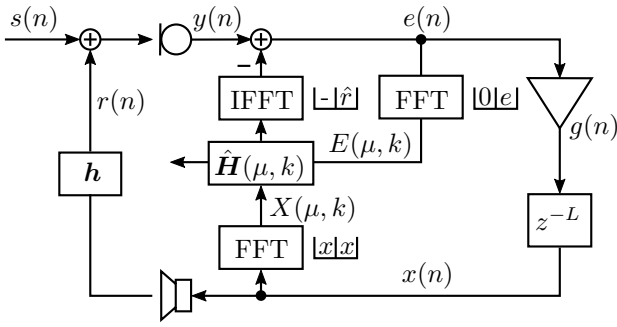 s(n) y(n) e(n)
+ +
−
r(n) IFFT |-|r̂| FFT |0|e|
g(n)
h Ĥ(μ, k) E(μ, k)
X(μ, k) z^{-L}
FFT |x|x|
x(n)